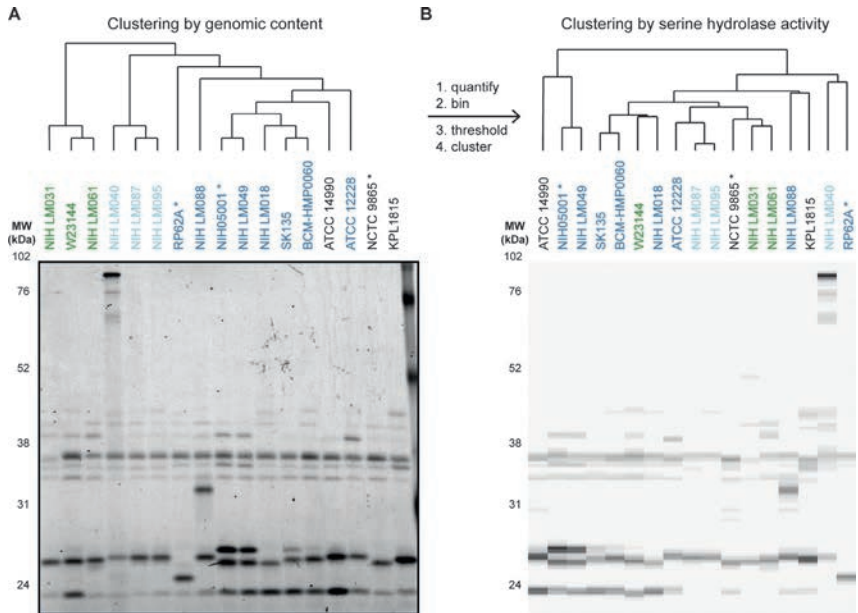 A
Clustering by genomic content
NIH LM031
W23144
NIH LM061
NIH LM040
NIH LM087
NIH LM095
RP62A *
NIH LM088
NIH05001 *
NIH LM049
NIH LM018
SK135
BCM-HMP0060
ATCC 14990
ATCC 12228
NCTC 9865 *
KPL1815
MW
(kDa)
102
76
52
38
31
24
1. quantify
2. bin
3. threshold
4. cluster
B
Clustering by serine hydrolase activity
ATCC 14990
NIH05001 *
NIH LM049
SK135
BCM-HMP0060
W23144
NIH LM018
ATCC 12228
NIH LM087
NIH LM095
NCTC 9865 *
NIH LM031
NIH LM061
NIH LM088
KPL1815
NIH LM040
RP62A *
MW
(kDa)
102
76
52
38
31
24